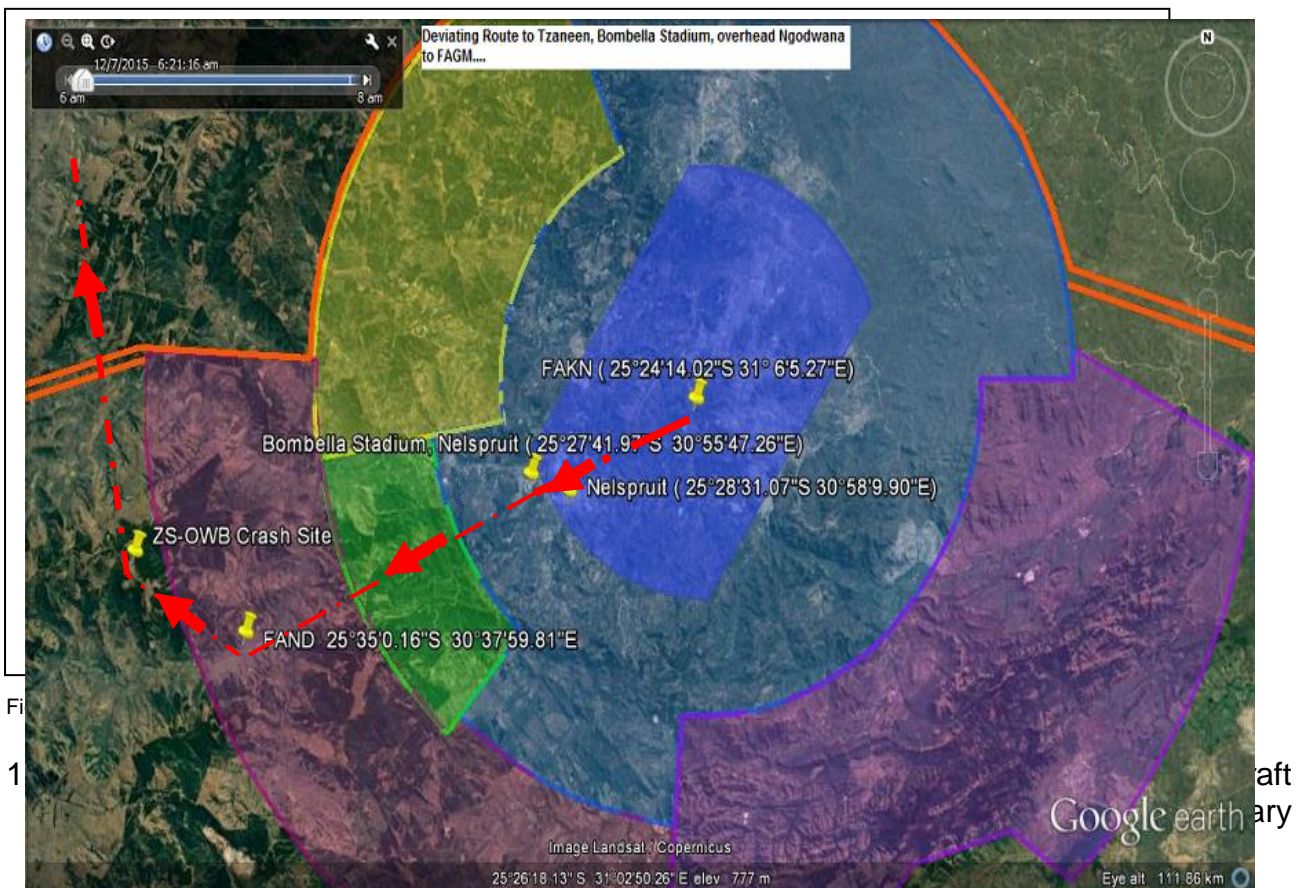 Deviating Route to Tzaneen, Bombella Stadium, overhead Ngodwana
to FAGM....
N
12/7/2015 6:21:16 am
6 am
8 am
FAKN ( 25°24'14.02"S 31° 6'5.27"E)
Bombella Stadium, Nelspruit ( 25°27'41.97"S 30°55'47.26"E)
Nelspruit ( 25°28'31.07"S 30°58'9.90"E)
ZS-OWB Crash Site
FAND 25°35'0.16"S 30°37'59.81"E
Fi
1
raft
ary
Google earth
Image Landsat / Copernicus
25°26'18.13" S 31°02'50.26" E elev 777 m
Eye alt 111.86 km